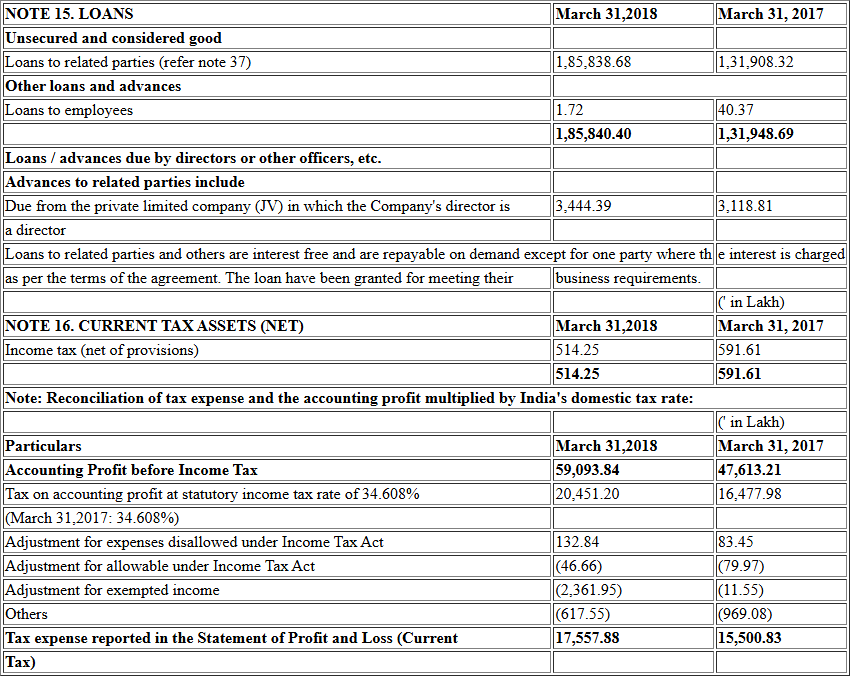 NOTE 15. LOANS March 31,2018 March 31, 2017
Unsecured and considered good
Loans to related parties (refer note 37) 1,85,838.68 1,31,908.32
Other loans and advances
Loans to employees 1.72 40.37
1,85,840.40 1,31,948.69
Loans / advances due by directors or other officers, etc.
Advances to related parties include
Due from the private limited company (JV) in which the Company's director is 3,444.39 3,118.81
a director
Loans to related parties and others are interest free and are repayable on demand except for one party where th e interest is charged
as per the terms of the agreement. The loan have been granted for meeting their business requirements.
(' in Lakh)
NOTE 16. CURRENT TAX ASSETS (NET) March 31,2018 March 31, 2017
Income tax (net of provisions) 514.25 591.61
514.25 591.61
Note: Reconciliation of tax expense and the accounting profit multiplied by India's domestic tax rate:
(' in Lakh)
Particulars March 31,2018 March 31, 2017
Accounting Profit before Income Tax 59,093.84 47,613.21
Tax on accounting profit at statutory income tax rate of 34.608% 20,451.20 16,477.98
(March 31,2017: 34.608%)
Adjustment for expenses disallowed under Income Tax Act 132.84 83.45
Adjustment for allowable under Income Tax Act (46.66) (79.97)
Adjustment for exempted income (2,361.95) (11.55)
Others (617.55) (969.08)
Tax expense reported in the Statement of Profit and Loss (Current 17,557.88 15,500.83
Tax)